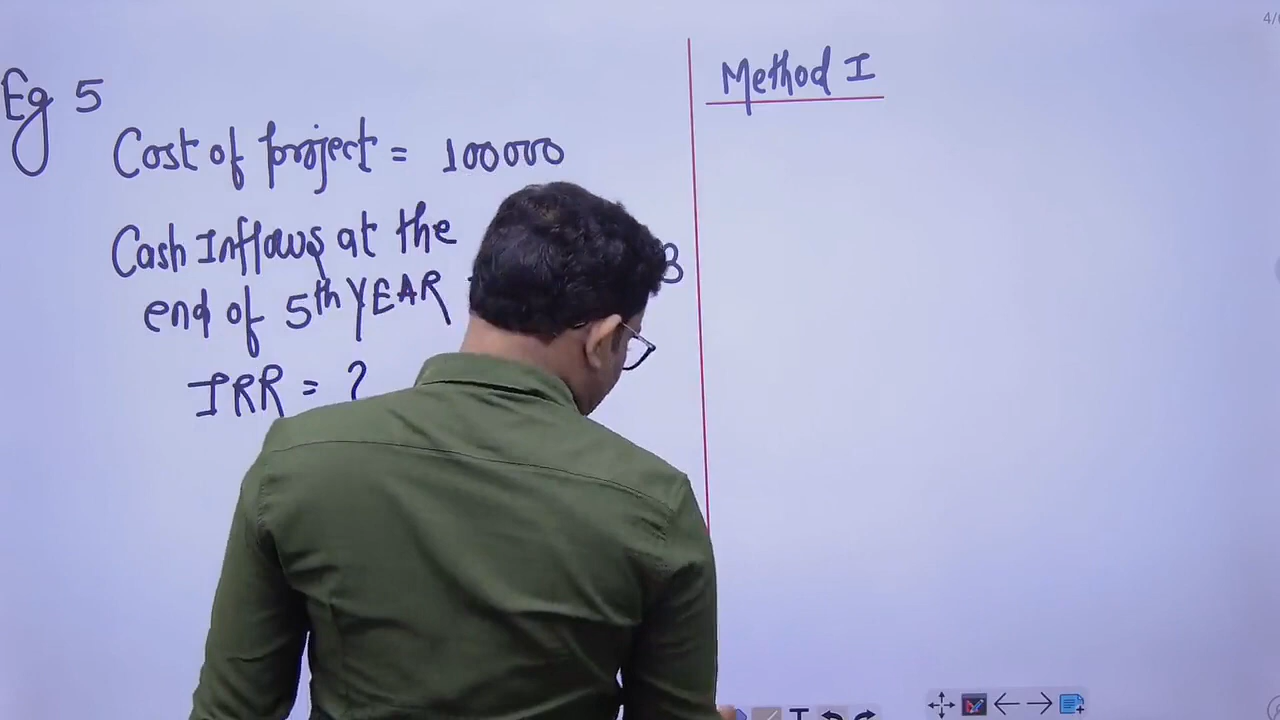 Eg 5
Cost of project = 100000
Cash Inflows at the
end of 5th YEAR
IRR = ?
Method I